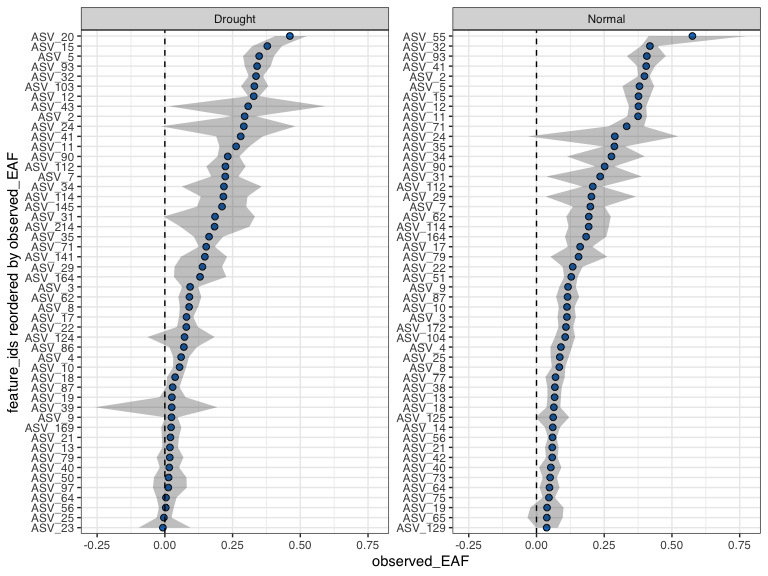 Drought
Normal
feature_ids reordered by observed_EAF
ASV_20
ASV_15
ASV_5
ASV_93
ASV_32
ASV_103
ASV_12
ASV_43
ASV_2
ASV_24
ASV_41
ASV_11
ASV_90
ASV_112
ASV_7
ASV_34
ASV_114
ASV_145
ASV_31
ASV_214
ASV_35
ASV_71
ASV_141
ASV_29
ASV_164
ASV_3
ASV_62
ASV_8
ASV_17
ASV_22
ASV_124
ASV_86
ASV_4
ASV_10
ASV_18
ASV_87
ASV_19
ASV_39
ASV_9
ASV_169
ASV_21
ASV_13
ASV_79
ASV_40
ASV_50
ASV_97
ASV_64
ASV_56
ASV_25
ASV_23
ASV_55
ASV_32
ASV_93
ASV_41
ASV_2
ASV_5
ASV_15
ASV_12
ASV_11
ASV_71
ASV_24
ASV_35
ASV_34
ASV_90
ASV_31
ASV_112
ASV_29
ASV_7
ASV_62
ASV_114
ASV_164
ASV_17
ASV_79
ASV_22
ASV_51
ASV_9
ASV_87
ASV_10
ASV_3
ASV_172
ASV_104
ASV_4
ASV_25
ASV_8
ASV_77
ASV_38
ASV_13
ASV_18
ASV_125
ASV_14
ASV_56
ASV_21
ASV_42
ASV_40
ASV_73
ASV_64
ASV_75
ASV_19
ASV_65
ASV_129
-0.25 0.00 0.25 0.50 0.75
-0.25 0.00 0.25 0.50 0.75
observed_EAF